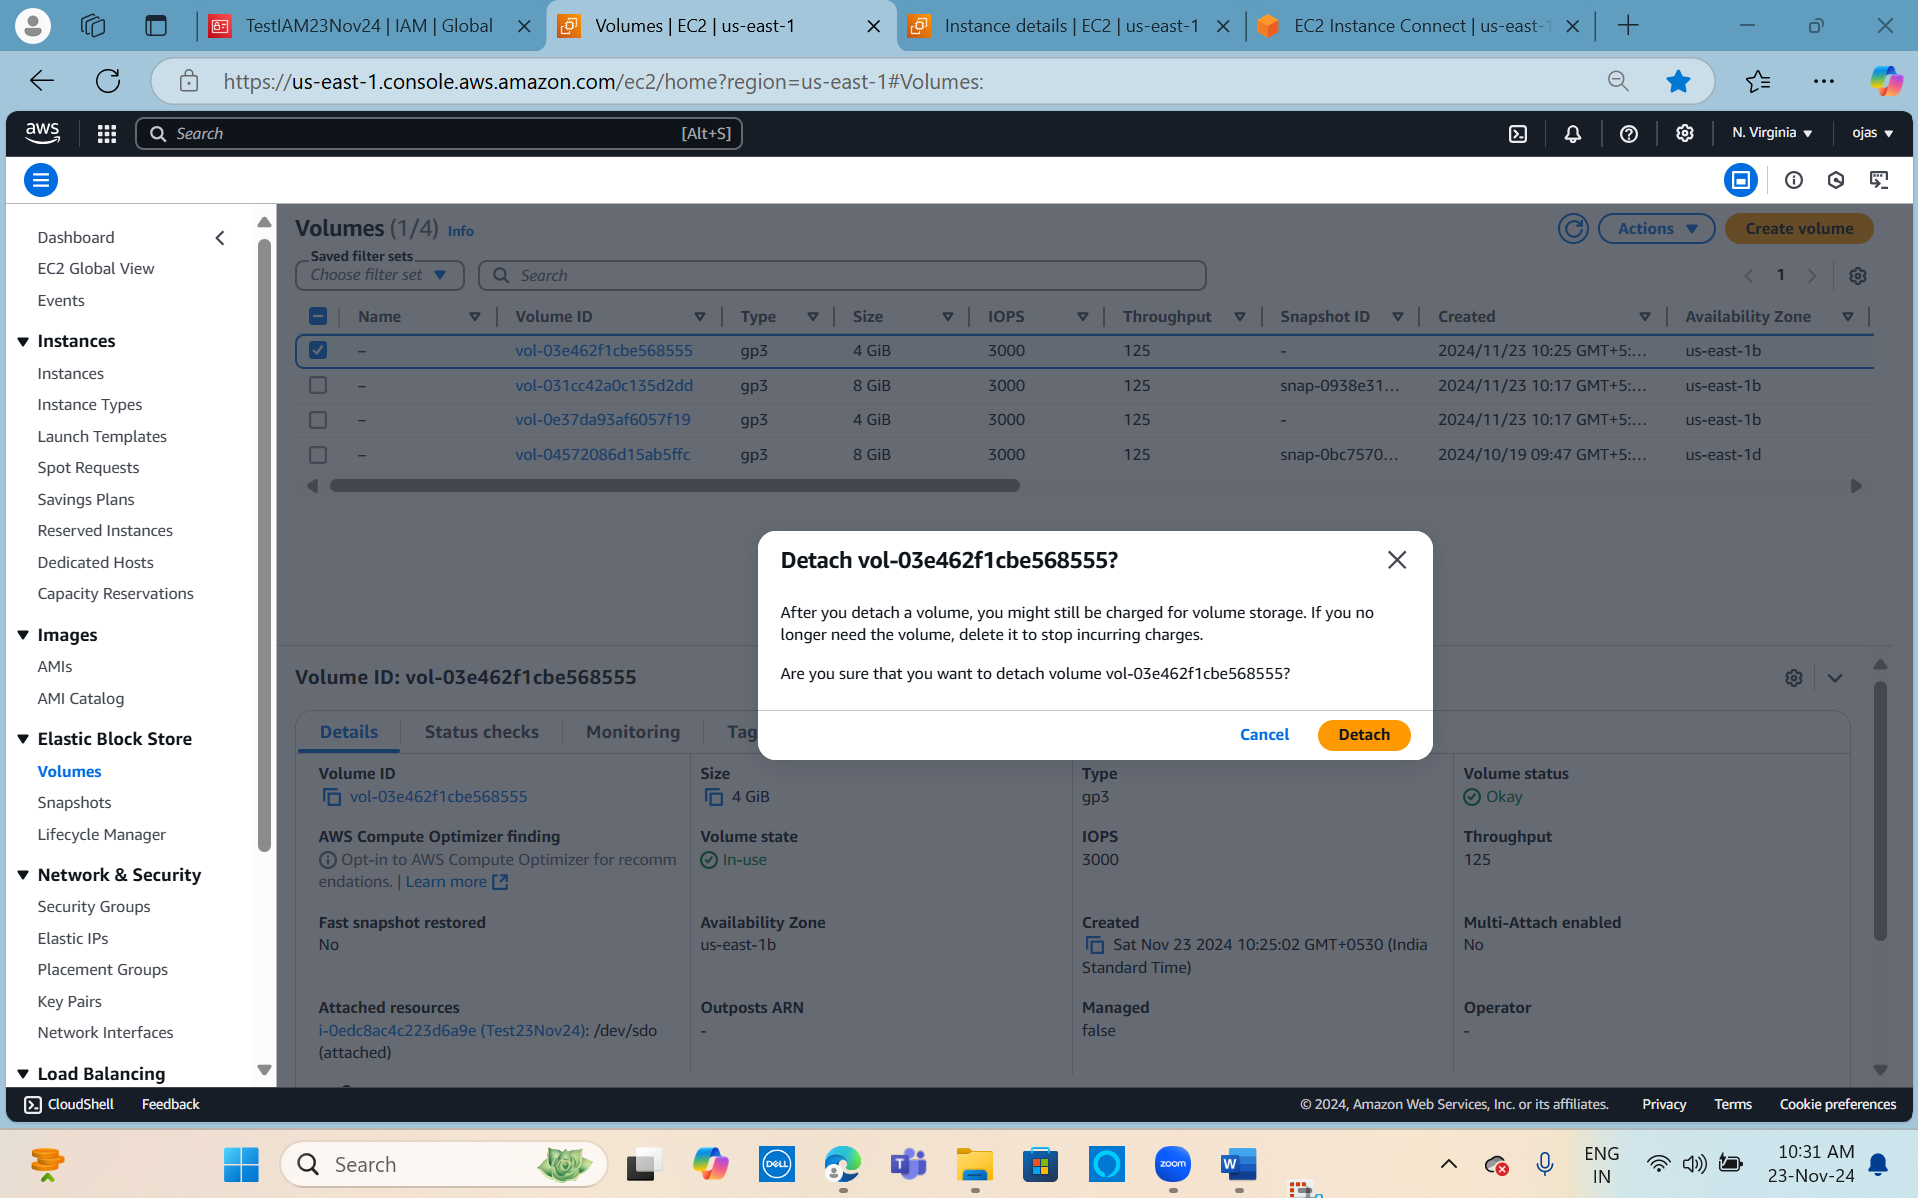 TestIAM23Nov24 | IAM | Global
Volumes | EC2 | us-east-1
Instance details | EC2 | us-east-1
EC2 Instance Connect | us-east-1
https://us-east-1.console.aws.amazon.com/ec2/home?region=us-east-1#Volumes:
aws
Search
[Alt+S]
N. Virginia
ojas
Dashboard
EC2 Global View
Events
Instances
Instances
Instance Types
Launch Templates
Spot Requests
Savings Plans
Reserved Instances
Dedicated Hosts
Capacity Reservations
Images
AMIs
AMI Catalog
Elastic Block Store
Volumes
Snapshots
Lifecycle Manager
Network & Security
Security Groups
Elastic IPs
Placement Groups
Key Pairs
Network Interfaces
Load Balancing
Volumes (1/4) Info
Actions
Create volume
Saved filter sets
Choose filter set
Search
1
Name Volume ID Type Size IOPS Throughput Snapshot ID Created Availability Zone
– vol-03e462f1cbe568555 gp3 4 GiB 3000 125 - 2024/11/23 10:25 GMT+5:... us-east-1b
– vol-031cc42a0c135d2dd gp3 8 GiB 3000 125 snap-0938e31... 2024/11/23 10:17 GMT+5:... us-east-1b
– vol-0e37da93af6057f19 gp3 4 GiB 3000 125 - 2024/11/23 10:17 GMT+5:... us-east-1b
– vol-04572086d15ab5ffc gp3 8 GiB 3000 125 snap-0bc7570... 2024/10/19 09:47 GMT+5:... us-east-1d
Detach vol-03e462f1cbe568555?
After you detach a volume, you might still be charged for volume storage. If you no
longer need the volume, delete it to stop incurring charges.
Are you sure that you want to detach volume vol-03e462f1cbe568555?
Cancel
Detach
Volume ID: vol-03e462f1cbe568555
Details
Status checks
Monitoring
Tag
Volume ID
vol-03e462f1cbe568555
Size
4 GiB
Type
gp3
Volume status
Okay
AWS Compute Optimizer finding
Opt-in to AWS Compute Optimizer for recomm
endations. | Learn more
Volume state
In-use
IOPS
3000
Throughput
125
Fast snapshot restored
No
Availability Zone
us-east-1b
Created
Sat Nov 23 2024 10:25:02 GMT+0530 (India
Standard Time)
Multi-Attach enabled
No
Attached resources
i-0edc8ac4c223d6a9e (Test23Nov24): /dev/sdo
(attached)
Outposts ARN
-
Managed
false
Operator
-
CloudShell
Feedback
© 2024, Amazon Web Services, Inc. or its affiliates.
Privacy
Terms
Cookie preferences
Search
DELL
zoom
ENG
IN
10:31 AM
23-Nov-24